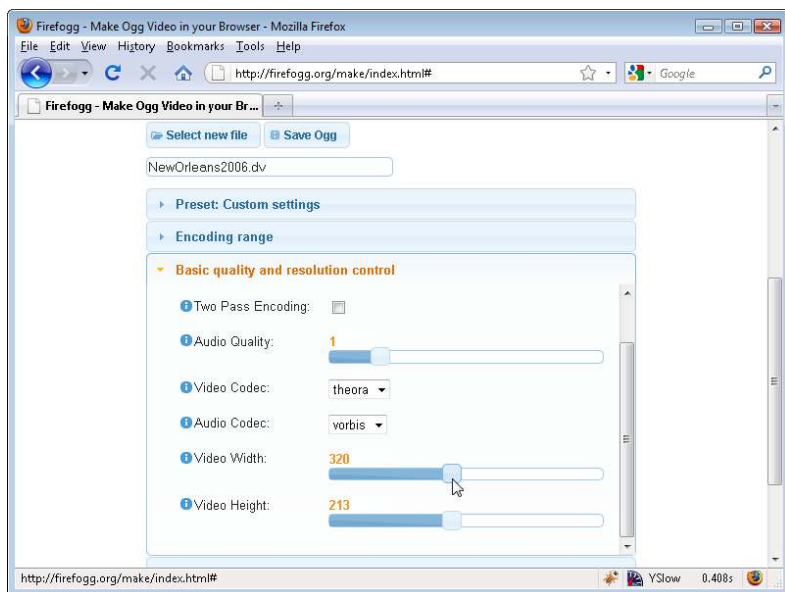 Firefogg - Make Ogg Video in your Browser - Mozilla Firefox
File Edit View History Bookmarks Tools Help
http://firefogg.org/make/index.html#
Google
Firefogg - Make Ogg Video in your Br...
Select new file Save Ogg
NewOrleans2006.dv
Preset: Custom settings
Encoding range
Basic quality and resolution control
Two Pass Encoding:
Audio Quality: 1
Video Codec: theora
Audio Codec: vorbis
Video Width: 320
Video Height: 213
http://firefogg.org/make/index.html# YSlow 0.408s